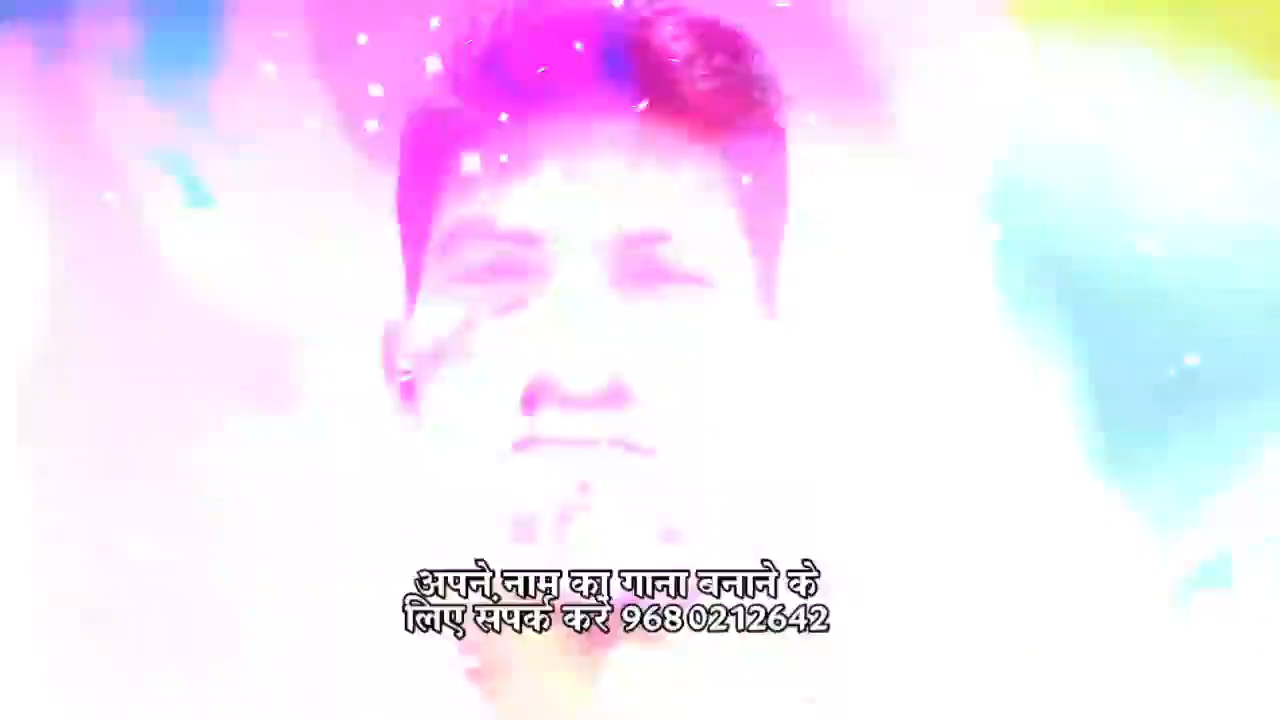 अपने नाम का गाना बनाने के
लिए संपर्क करें 9680212642